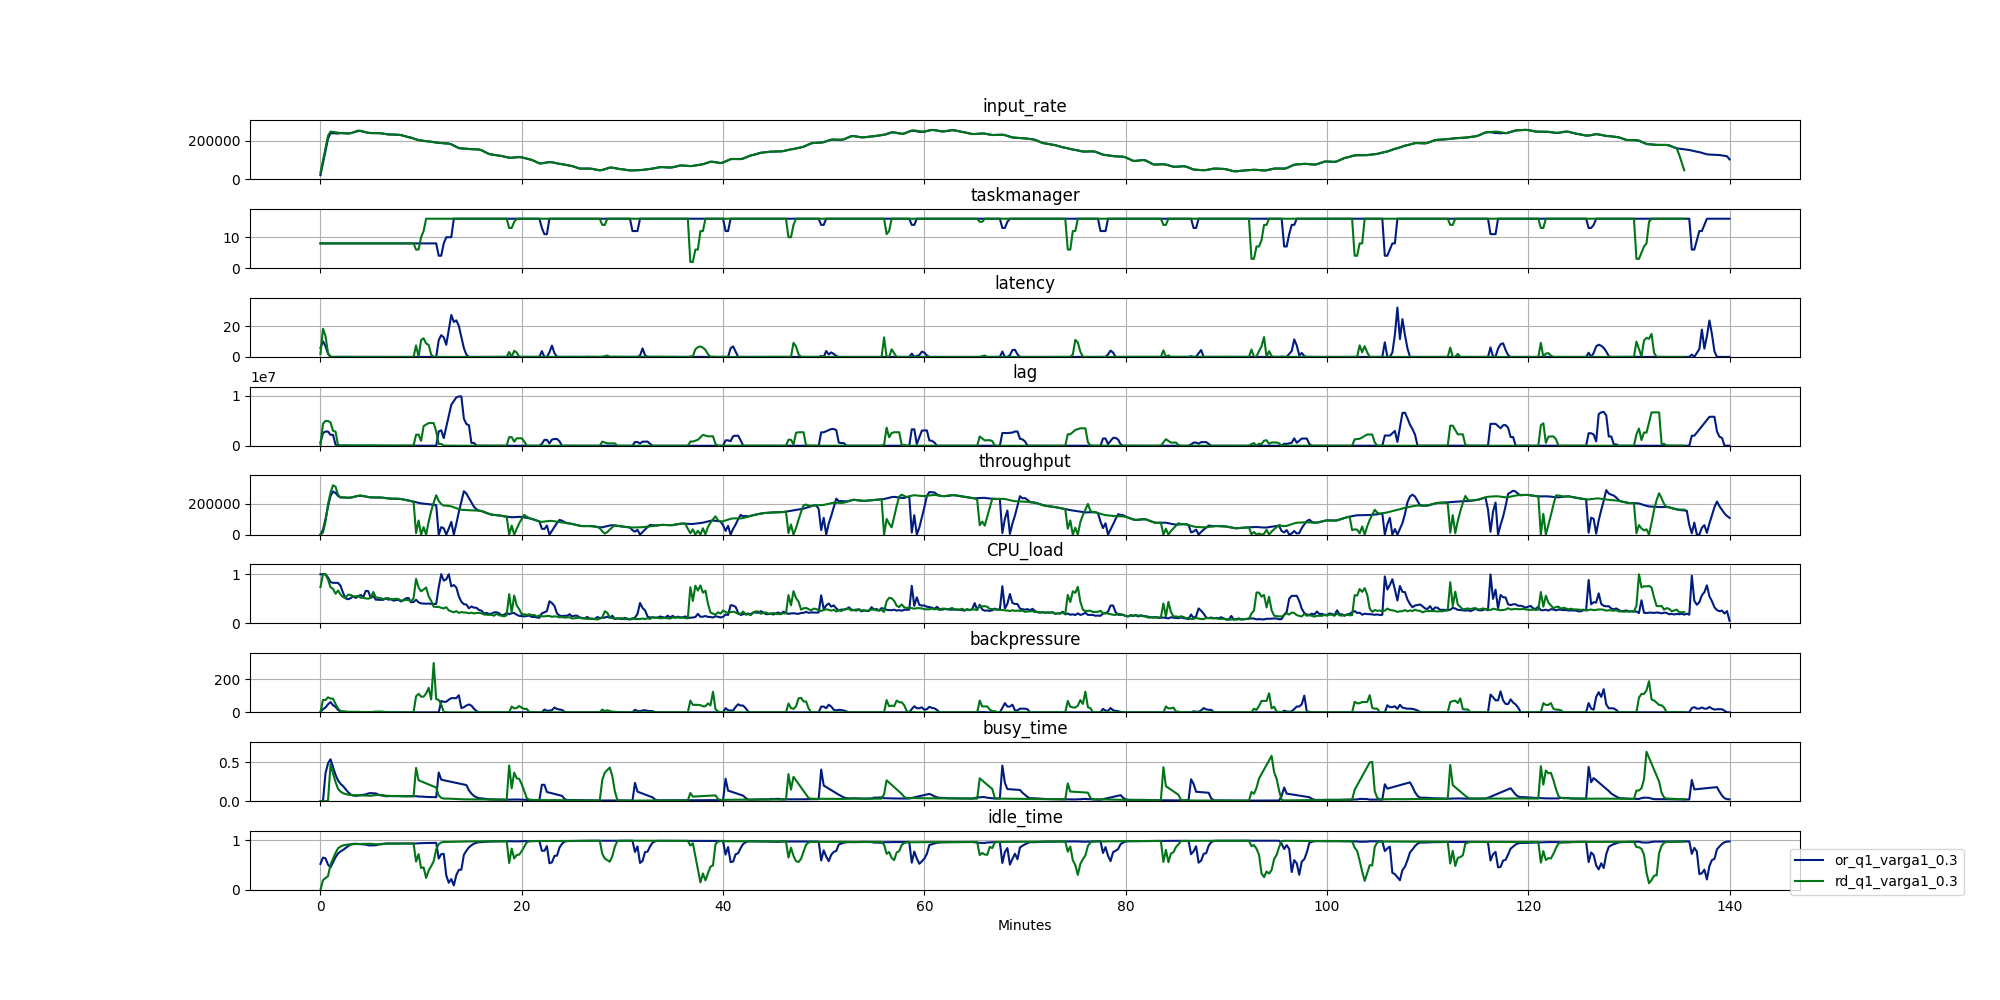 input_rate
200000
0
taskmanager
10
0
latency
20
0
1e7
lag
1
0
throughput
200000
0
CPU_load
1
0
backpressure
200
0
busy_time
0.5
0.0
idle_time
1
0
or_q1_varga1_0.3
rd_q1_varga1_0.3
0 20 40 60 80 100 120 140
Minutes